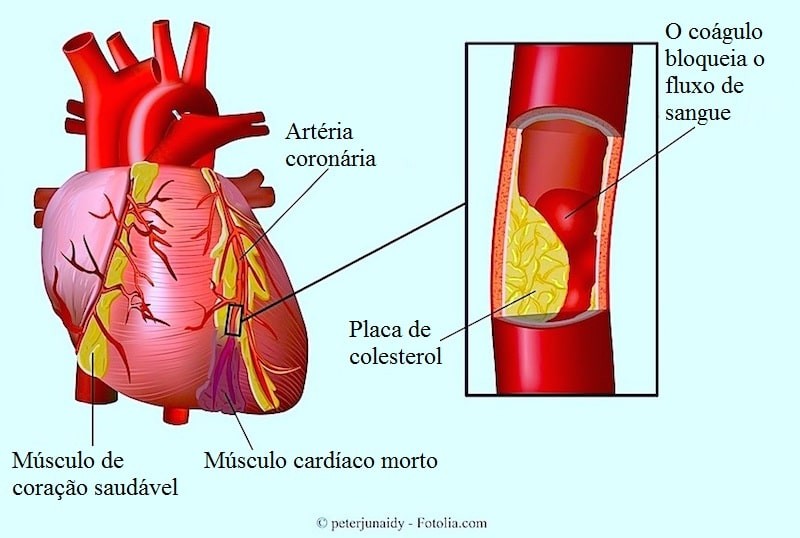 O coágulo
bloqueia o
fluxo de
sangue
Artéria
coronária
Placa de
colesterol
Músculo de
coração saudável
Músculo cardíaco morto
© peterjunaidy - Fotolia.com